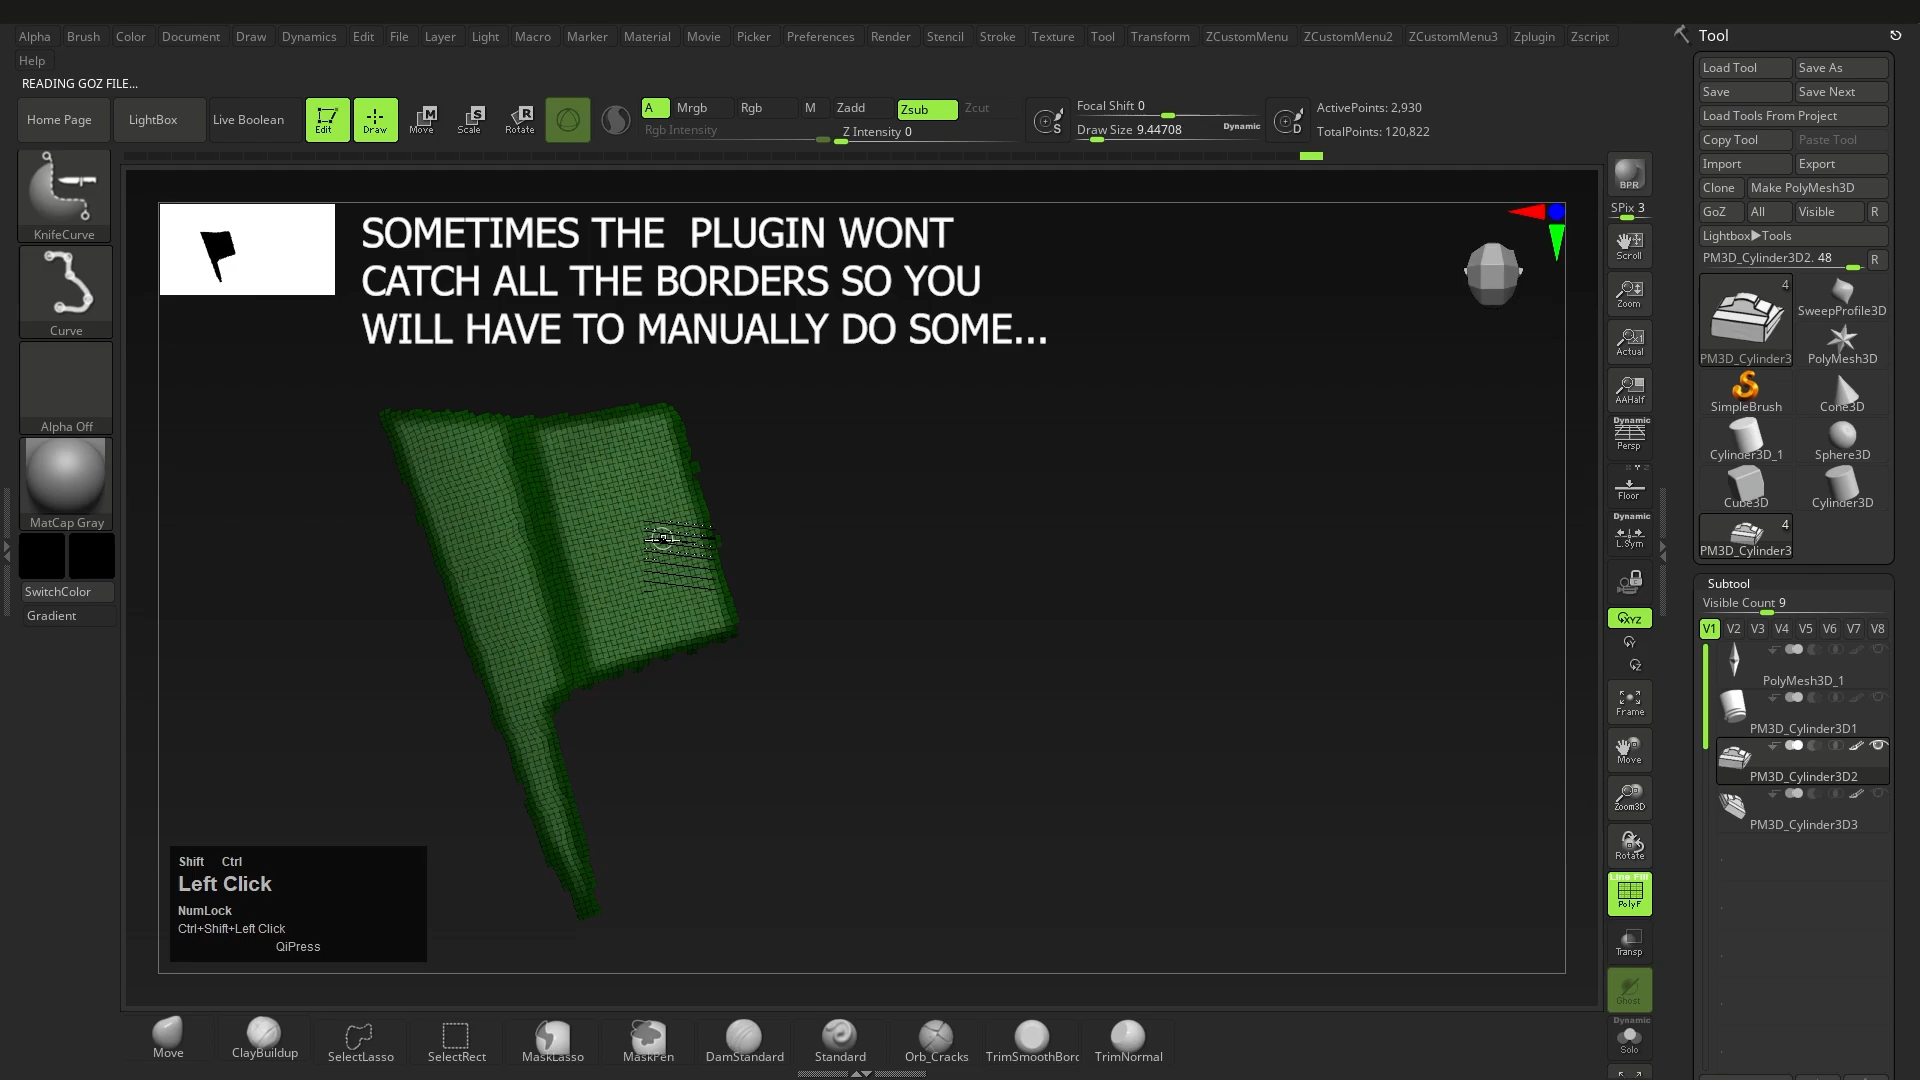 Alpha Brush Color Document Draw Dynamics Edit File Layer Light Macro Marker Material Movie Picker Preferences Render Stencil Stroke Texture Tool Transform ZCustomMenu ZCustomMenu2 ZCustomMenu3 Zplugin Zscript
Help
READING GOZ FILE...
Home Page LightBox Live Boolean Edit Draw Move Scale Rotate
M S R
A Mrgb Rgb M Zadd Zsub Zcut
Rgb Intensity Z Intensity 0
Focal Shift 0
Draw Size 9.44708 Dynamic
S D
ActivePoints: 2,930
TotalPoints: 120,822
KnifeCurve
Curve
Alpha Off
MatCap Gray
SwitchColor
Gradient
SOMETIMES THE PLUGIN WONT
CATCH ALL THE BORDERS SO YOU
WILL HAVE TO MANUALLY DO SOME...
Shift Ctrl
Left Click
NumLock
Ctrl+Shift+Left Click
QiPress
Move ClayBuildup SelectLasso SelectRect MaskLasso MaskPen DamStandard Standard Orb_Cracks TrimSmoothBorc TrimNormal
BPR
SPix 3
Scroll
Zoom
Actual
AAHalf
Dynamic
Persp
Floor
Dynamic
L.Sym
XYZ
Y
Z
Frame
Move
Zoom3D
Rotate
Line Fill
PolyF
Transp
Ghost
Dynamic
Solo
Tool
Load Tool Save As
Save Save Next
Load Tools From Project
Copy Tool Paste Tool
Import Export
Clone Make PolyMesh3D
GoZ All Visible R
Lightbox▶Tools
PM3D_Cylinder3D2. 48 R
4
PM3D_Cylinder3 SweepProfile3D
PolyMesh3D
SimpleBrush Cone3D
Cylinder3D_1 Sphere3D
Cube3D Cylinder3D
4
PM3D_Cylinder3
Subtool
Visible Count 9
V1 V2 V3 V4 V5 V6 V7 V8
PolyMesh3D_1
PM3D_Cylinder3D1
PM3D_Cylinder3D2
PM3D_Cylinder3D3